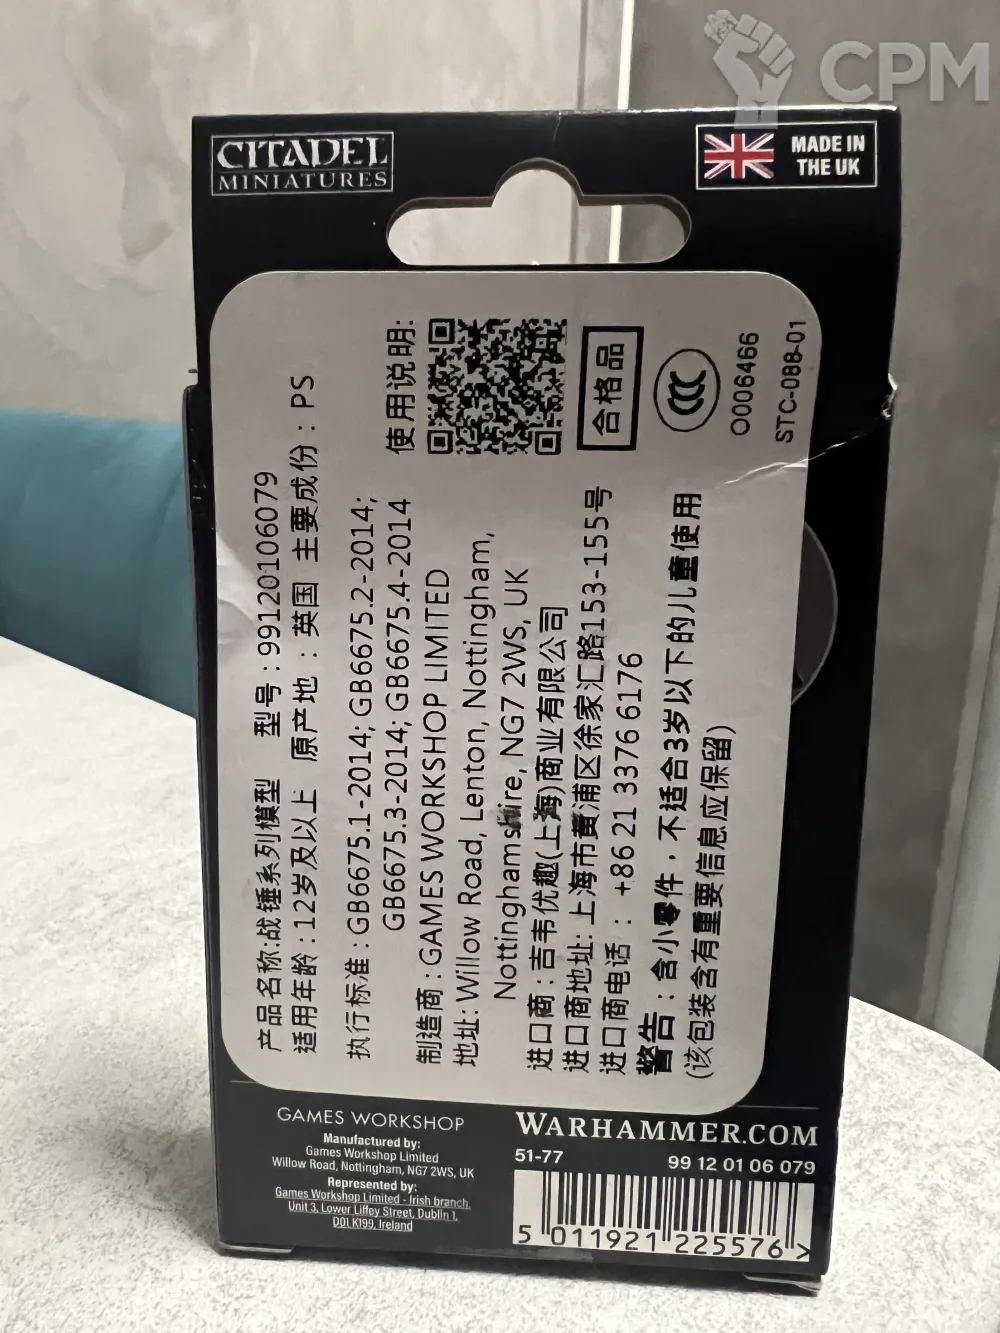 CPM
CITADEL
MINIATURES
MADE IN
THE UK
产品名称:战锤系列模型 型号:99120106079
适用年龄:12岁及以上 原产地:英国 主要成份:PS
执行标准:GB6675.1-2014; GB6675.2-2014;
GB6675.3-2014; GB6675.4-2014
制造商:GAMES WORKSHOP LIMITED
地址: Willow Road, Lenton, Nottingham,
Nottinghamshire, NG7 2WS, UK
进口商:吉韦优趣(上海)商业有限公司
进口商地址:上海市黄浦区徐家汇路153-155号
进口商电话:+86 21 3376 6176
警告:含小零件,不适合3岁以下的儿童使用
(该包装含有重要信息应保留)
使用说明:
合格品
CCC
O006466
STC-088-01
GAMES WORKSHOP
Manufactured by:
Games Workshop Limited
Willow Road, Nottingham, NG7 2WS, UK
Represented by:
Games Workshop Limited - Irish branch,
Unit 3, Lower Liffey Street, Dublin 1,
D01 K199, Ireland
WARHAMMER.COM
51-77 99 12 01 06 079
5 011921 225576 >